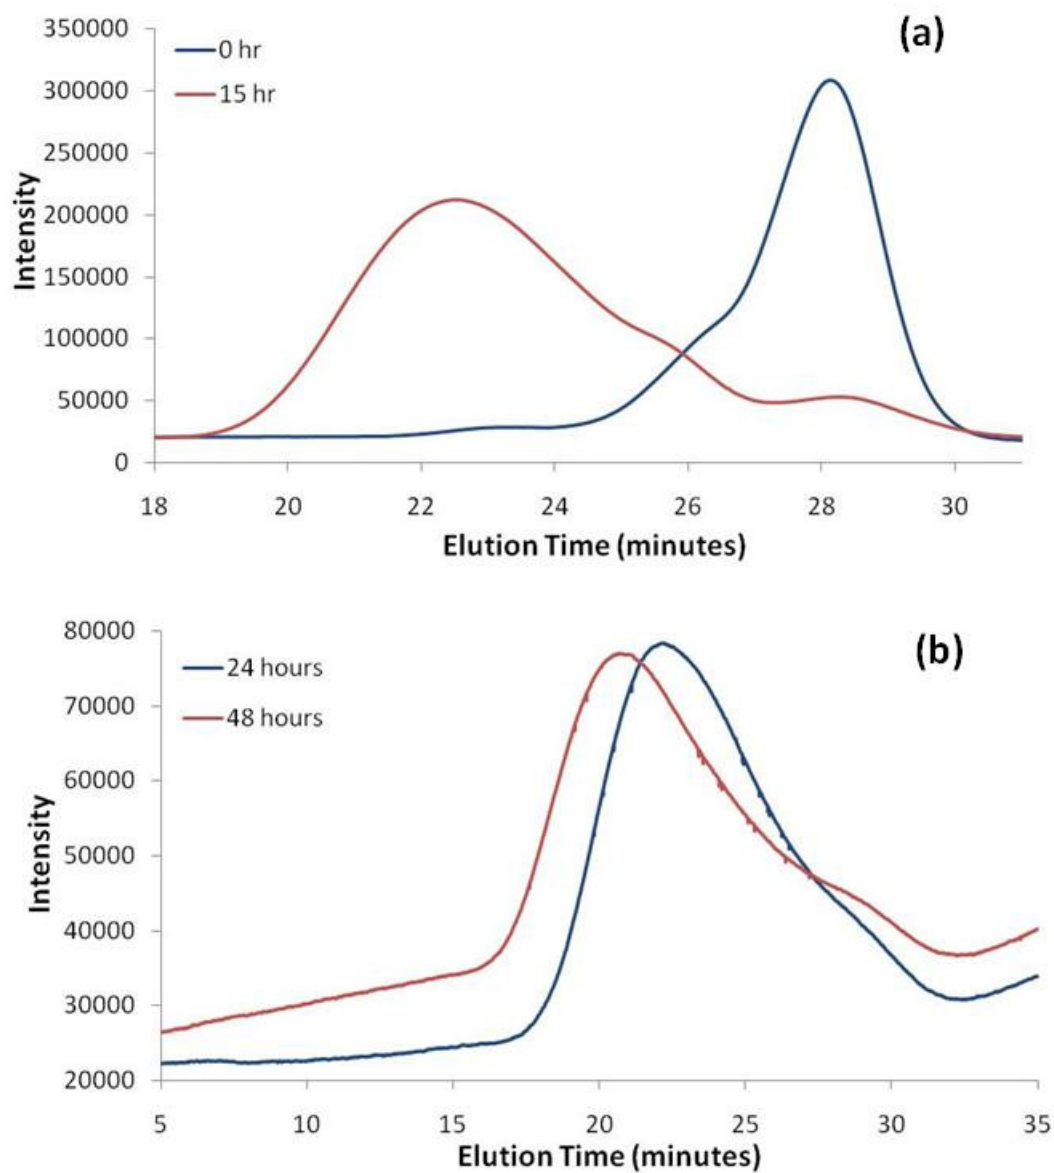 (a)
0 hr
15 hr
Intensity
350000
300000
250000
200000
150000
100000
50000
0
18 20 22 24 26 28 30
Elution Time (minutes)
(b)
24 hours
48 hours
Intensity
80000
70000
60000
50000
40000
30000
20000
5 10 15 20 25 30 35
Elution Time (minutes)